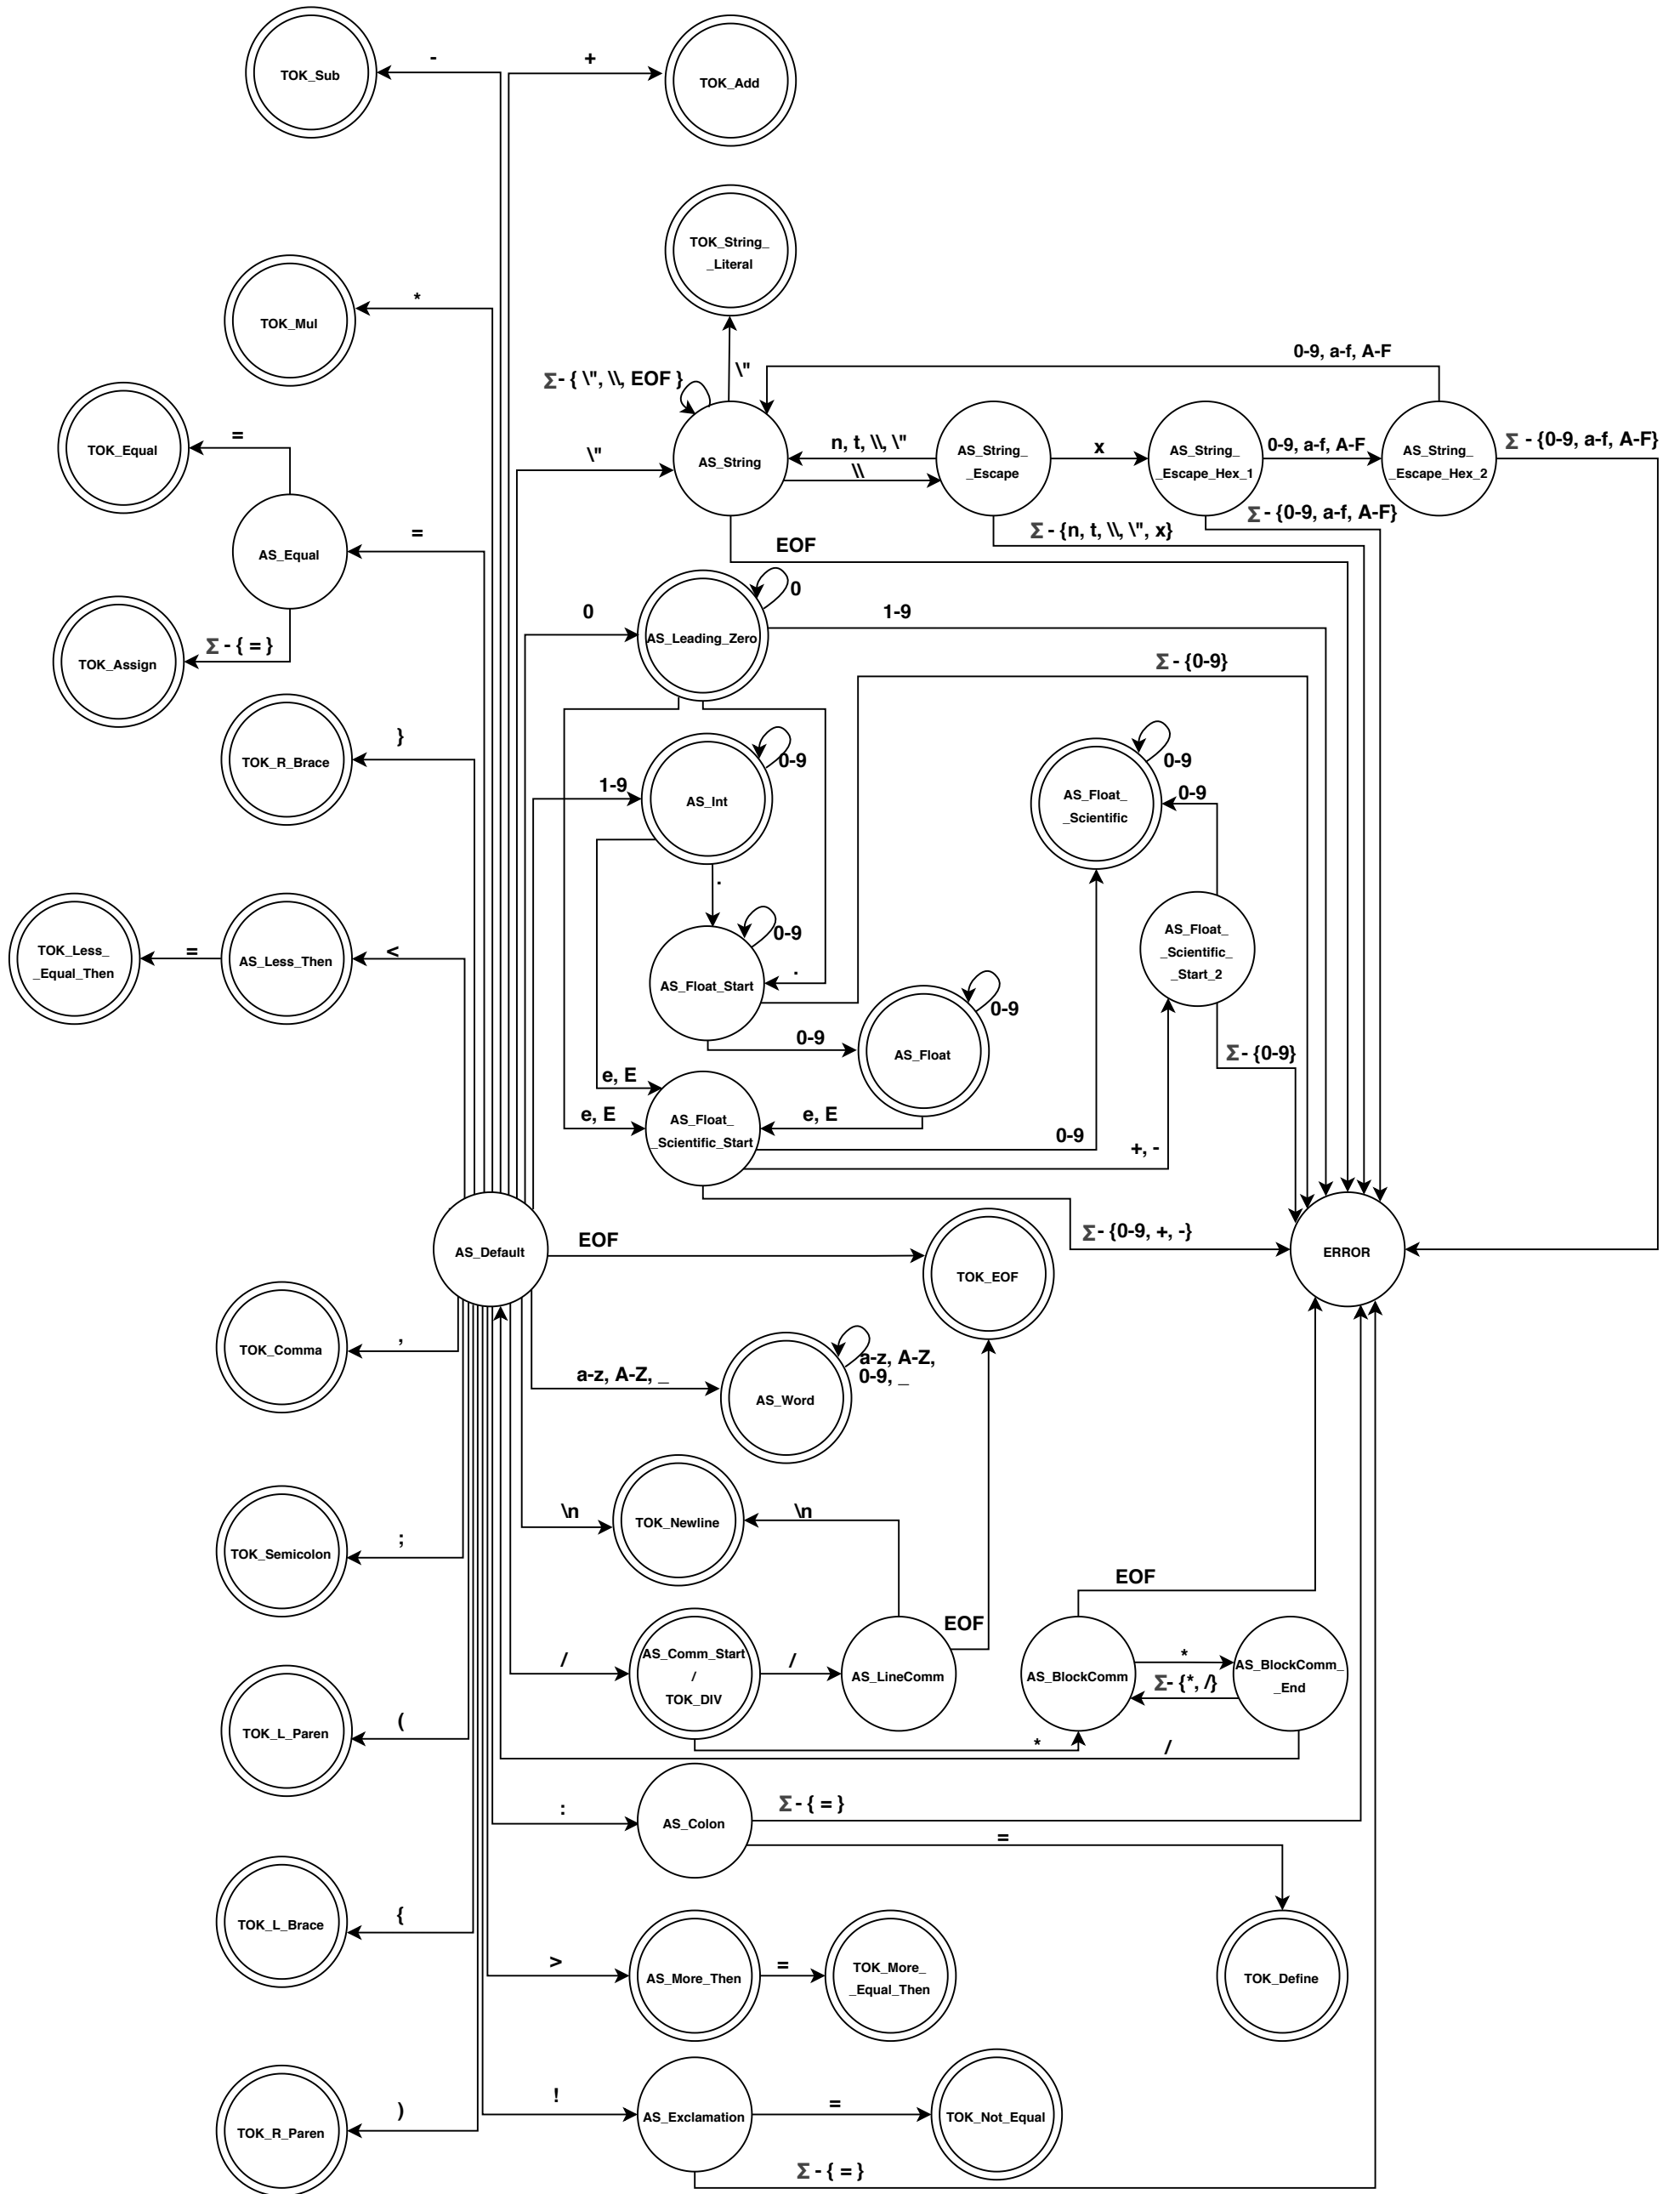 -
+
TOK_Sub
TOK_Add
TOK_String_
_Literal
*
TOK_Mul
0-9, a-f, A-F
\"
Σ - { \", \\, EOF }
=
TOK_Equal
\"
AS_String
n, t, \\, \"
\\
AS_String_
_Escape
x
AS_String_
_Escape_Hex_1
0-9, a-f, A-F
AS_String_
_Escape_Hex_2
Σ - {0-9, a-f, A-F}
Σ - {0-9, a-f, A-F}
Σ - {n, t, \\, \", x}
EOF
=
AS_Equal
0
0
1-9
AS_Leading_Zero
Σ - { = }
TOK_Assign
Σ - {0-9}
}
TOK_R_Brace
0-9
1-9
AS_Int
0-9
0-9
AS_Float_
_Scientific
.
0-9
TOK_Less_
_Equal_Then
=
AS_Less_Then
<
AS_Float_
_Scientific_
_Start_2
.
AS_Float_Start
0-9
0-9
AS_Float
Σ - {0-9}
e, E
e, E
AS_Float_
_Scientific_Start
e, E
0-9
+, -
Σ - {0-9, +, -}
EOF
AS_Default
ERROR
TOK_EOF
,
TOK_Comma
a-z, A-Z,
0-9, _
a-z, A-Z, _
AS_Word
\n
TOK_Newline
\n
;
TOK_Semicolon
EOF
EOF
/
AS_Comm_Start
/
TOK_DIV
/
AS_LineComm
AS_BlockComm
*
Σ - {*, /}
AS_BlockComm_
_End
(
TOK_L_Paren
*
/
:
AS_Colon
Σ - { = }
=
{
TOK_L_Brace
>
AS_More_Then
=
TOK_More_
_Equal_Then
TOK_Define
)
TOK_R_Paren
!
AS_Exclamation
=
TOK_Not_Equal
Σ - { = }